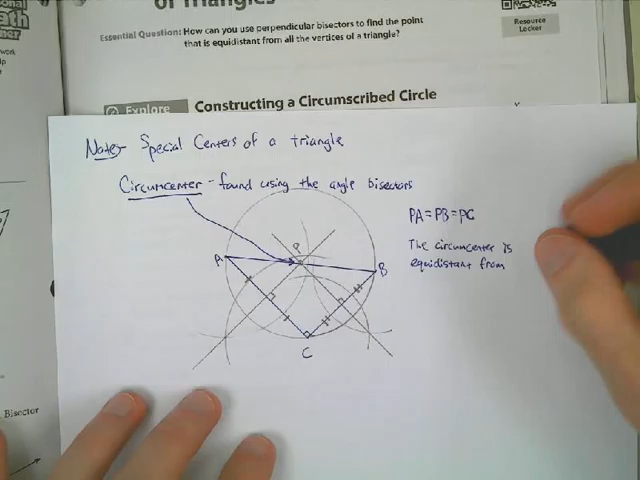 of Triangles
Essential Question: How can you use perpendicular bisectors to find the point
that is equidistant from all the vertices of a triangle?
Resource
Locker
Explore Constructing a Circumscribed Circle
Notes- Special Centers of a triangle
Circumcenter - found using the angle bisectors
PA=PB=PC
The circumcenter is
equidistant from
P
A
B
C
Bisector